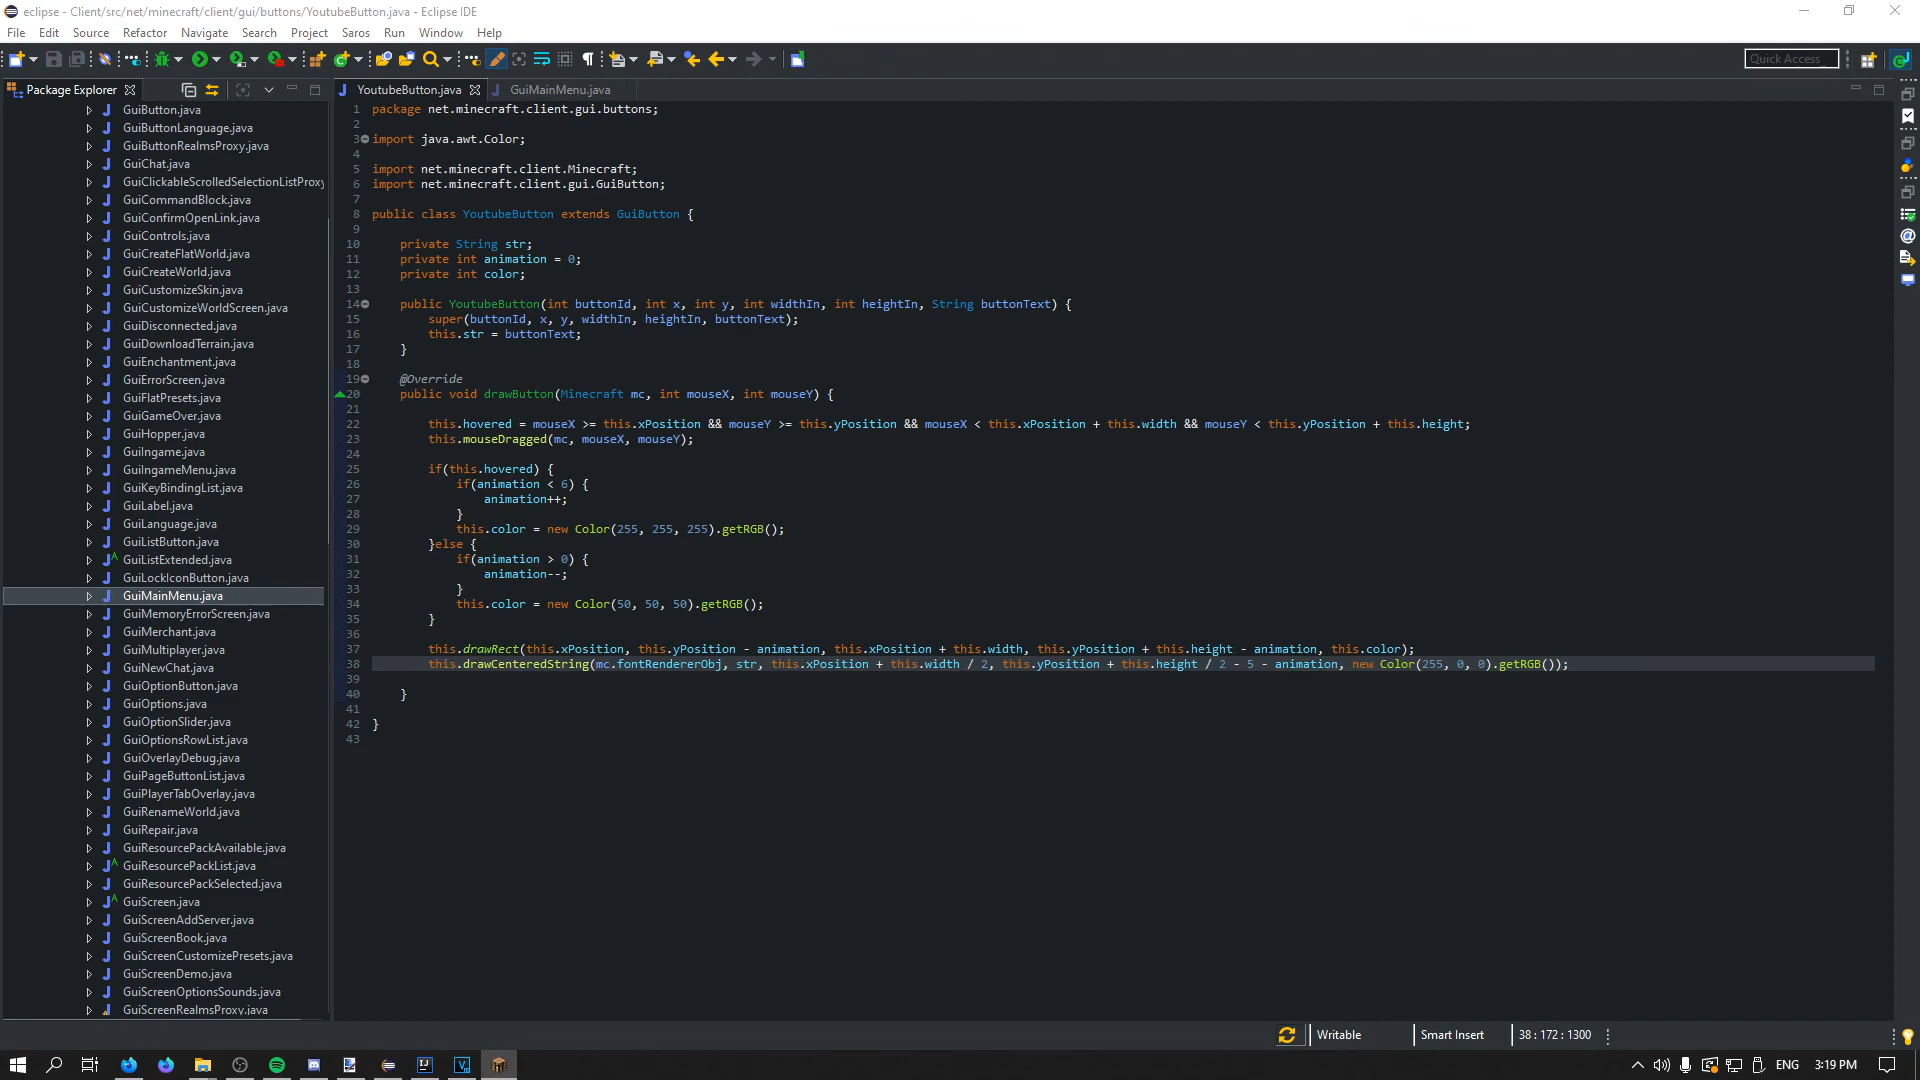 eclipse - Client/src/net/minecraft/client/gui/buttons/YoutubeButton.java - Eclipse IDE
File Edit Source Refactor Navigate Search Project Saros Run Window Help
Quick Access
Package Explorer
GuiButton.java
GuiButtonLanguage.java
GuiButtonRealmsProxy.java
GuiChat.java
GuiClickableScrolledSelectionListProxy
GuiCommandBlock.java
GuiConfirmOpenLink.java
GuiControls.java
GuiCreateFlatWorld.java
GuiCreateWorld.java
GuiCustomizeSkin.java
GuiCustomizeWorldScreen.java
GuiDisconnected.java
GuiDownloadTerrain.java
GuiEnchantment.java
GuiErrorScreen.java
GuiFlatPresets.java
GuiGameOver.java
GuiHopper.java
GuiIngame.java
GuiIngameMenu.java
GuiKeyBindingList.java
GuiLabel.java
GuiLanguage.java
GuiListButton.java
GuiListExtended.java
GuiLockIconButton.java
GuiMainMenu.java
GuiMemoryErrorScreen.java
GuiMerchant.java
GuiMultiplayer.java
GuiNewChat.java
GuiOptionButton.java
GuiOptions.java
GuiOptionSlider.java
GuiOptionsRowList.java
GuiOverlayDebug.java
GuiPageButtonList.java
GuiPlayerTabOverlay.java
GuiRenameWorld.java
GuiRepair.java
GuiResourcePackAvailable.java
GuiResourcePackList.java
GuiResourcePackSelected.java
GuiScreen.java
GuiScreenAddServer.java
GuiScreenBook.java
GuiScreenCustomizePresets.java
GuiScreenDemo.java
GuiScreenOptionsSounds.java
GuiScreenRealmsProxy.java
YoutubeButton.java GuiMainMenu.java
1 package net.minecraft.client.gui.buttons;
2
3 import java.awt.Color;
4
5 import net.minecraft.client.Minecraft;
6 import net.minecraft.client.gui.GuiButton;
7
8 public class YoutubeButton extends GuiButton {
9
10 private String str;
11 private int animation = 0;
12 private int color;
13
14 public YoutubeButton(int buttonId, int x, int y, int widthIn, int heightIn, String buttonText) {
15 super(buttonId, x, y, widthIn, heightIn, buttonText);
16 this.str = buttonText;
17 }
18
19 @Override
20 public void drawButton(Minecraft mc, int mouseX, int mouseY) {
21
22 this.hovered = mouseX >= this.xPosition && mouseY >= this.yPosition && mouseX < this.xPosition + this.width && mouseY < this.yPosition + this.height;
23 this.mouseDragged(mc, mouseX, mouseY);
24
25 if(this.hovered) {
26 if(animation < 6) {
27 animation++;
28 }
29 this.color = new Color(255, 255, 255).getRGB();
30 }else {
31 if(animation > 0) {
32 animation--;
33 }
34 this.color = new Color(50, 50, 50).getRGB();
35 }
36
37 this.drawRect(this.xPosition, this.yPosition - animation, this.xPosition + this.width, this.yPosition + this.height - animation, this.color);
38 this.drawCenteredString(mc.fontRendererObj, str, this.xPosition + this.width / 2, this.yPosition + this.height / 2 - 5 - animation, new Color(255, 0, 0).getRGB());
39
40 }
41
42 }
43
Writable Smart Insert 38 : 172 : 1300
ENG 3:19 PM